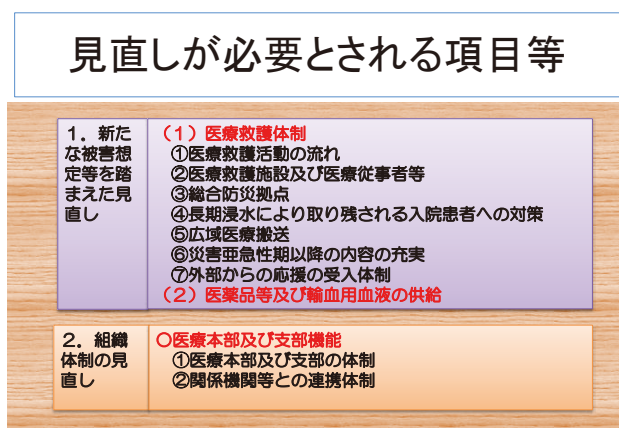 見直しが必要とされる項目等
1．新た
な被害想
定等を踏
まえた見
直し
（1）医療救護体制
①医療救護活動の流れ
②医療救護施設及び医療従事者等
③総合防災拠点
④長期浸水により取り残される入院患者への対策
⑤広域医療搬送
⑥災害亜急性期以降の内容の充実
⑦外部からの応援の受入体制
（2）医薬品等及び輸血用血液の供給
2．組織
体制の見
直し
〇医療本部及び支部機能
①医療本部及び支部の体制
②関係機関等との連携体制